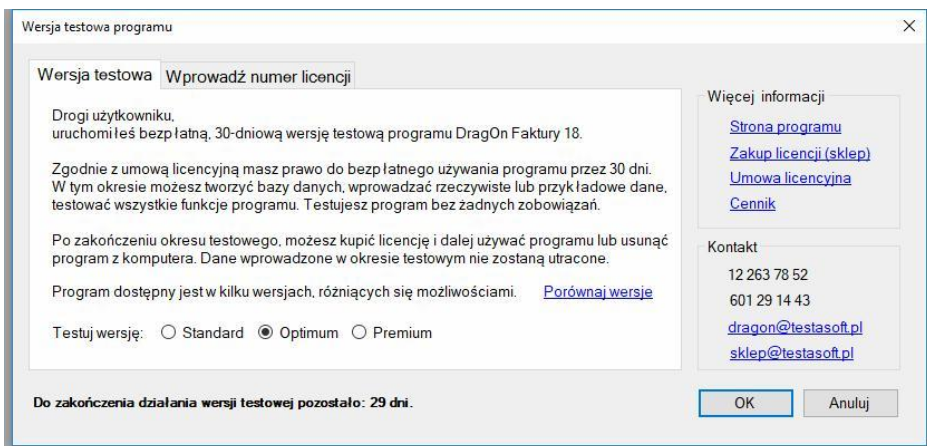 Wersja testowa programu
Wersja testowa
Wprowadź numer licencji
Drogi użytkowniku,
uruchomiłeś bezpłatną, 30-dniową wersję testową programu DragOn Faktury 18.
Zgodnie z umową licencyjną masz prawo do bezpłatnego używania programu przez 30 dni.
W tym okresie możesz tworzyć bazy danych, wprowadzać rzeczywiste lub przykładowe dane,
testować wszystkie funkcje programu. Testujesz program bez żadnych zobowiązań.
Po zakończeniu okresu testowego, możesz kupić licencję i dalej używać programu lub usunąć
program z komputera. Dane wprowadzone w okresie testowym nie zostaną utracone.
Program dostępny jest w kilku wersjach, różniących się możliwościami. Porównaj wersje
Testuj wersję: Standard Optimum Premium
Do zakończenia działania wersji testowej pozostało: 29 dni.
Więcej informacji
Strona programu
Zakup licencji (sklep)
Umowa licencyjna
Cennik
Kontakt
12 263 78 52
601 29 14 43
dragon@testasoft.pl
sklep@testasoft.pl
OK
Anuluj